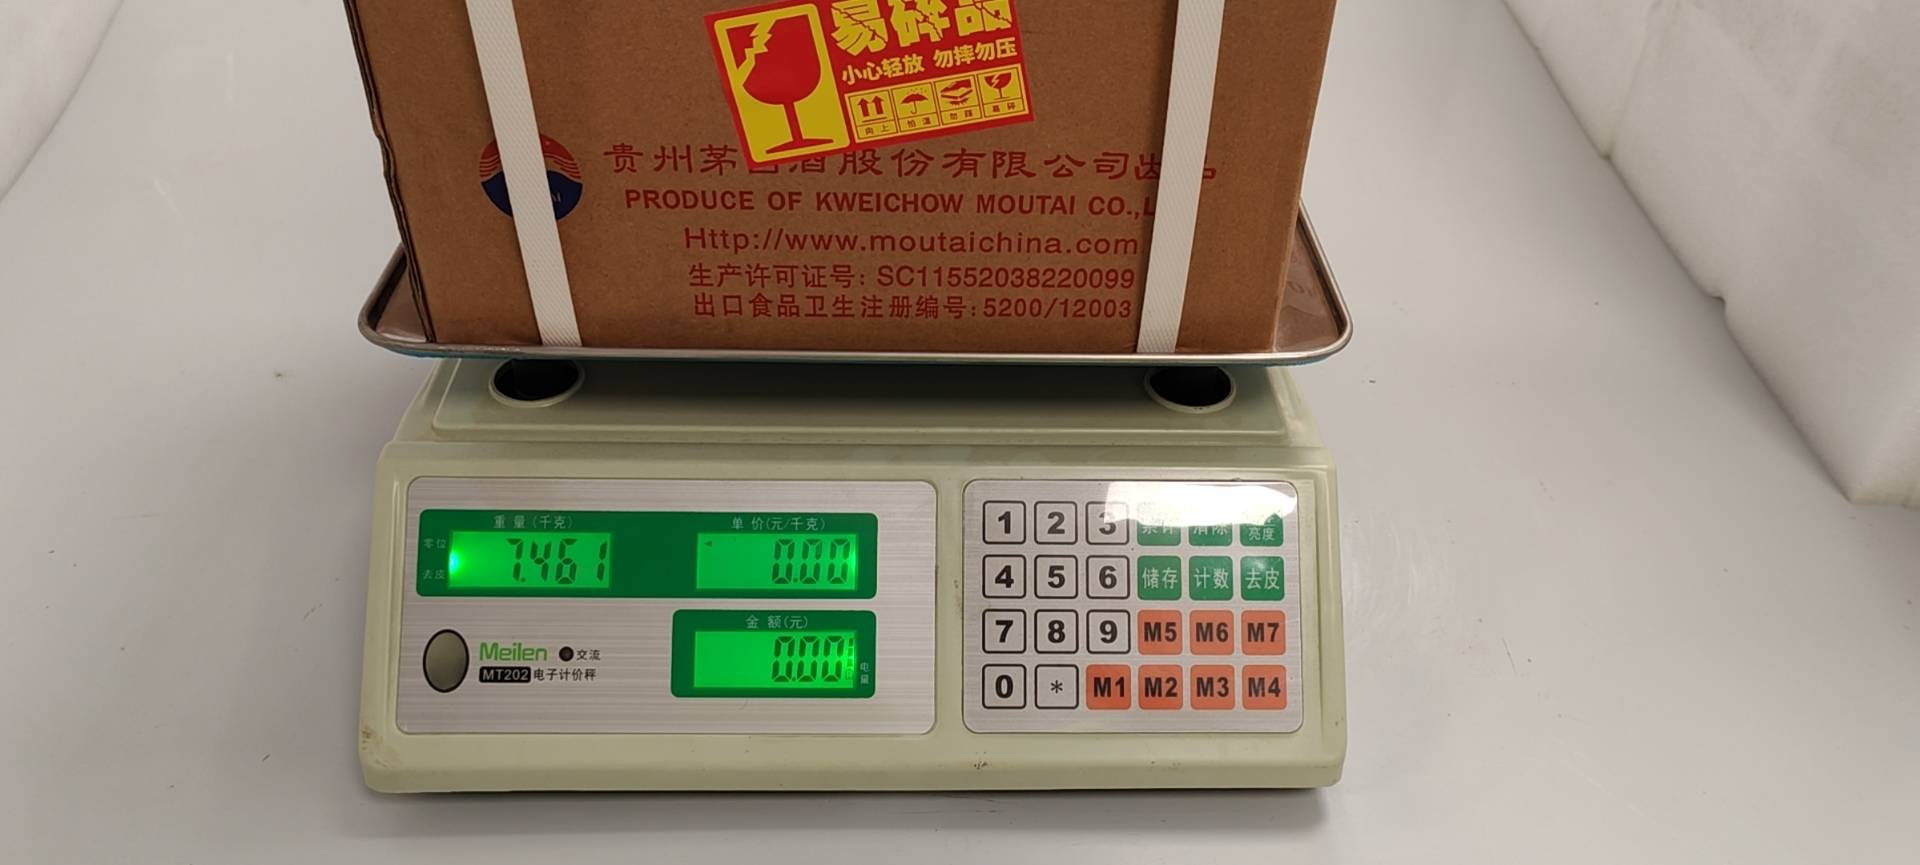 易碎品
小心轻放 勿摔勿压
向上 怕湿 勿踩 易碎
贵州茅台酒股份有限公司出品
PRODUCE OF KWEICHOW MOUTAI CO.,L
Http://www.moutaichina.com
生产许可证号: SC11552038220099
出口食品卫生注册编号:5200/12003
重量(千克) 单价(元/千克)
零位
去皮
7.461 0.00
金额(元)
0.00
电量
Meilen 交流
MT202 电子计价秤
1 2 3 累计 清除
亮度
4 5 6 储存 计数 去皮
7 8 9 M5 M6 M7
0 * M1 M2 M3 M4